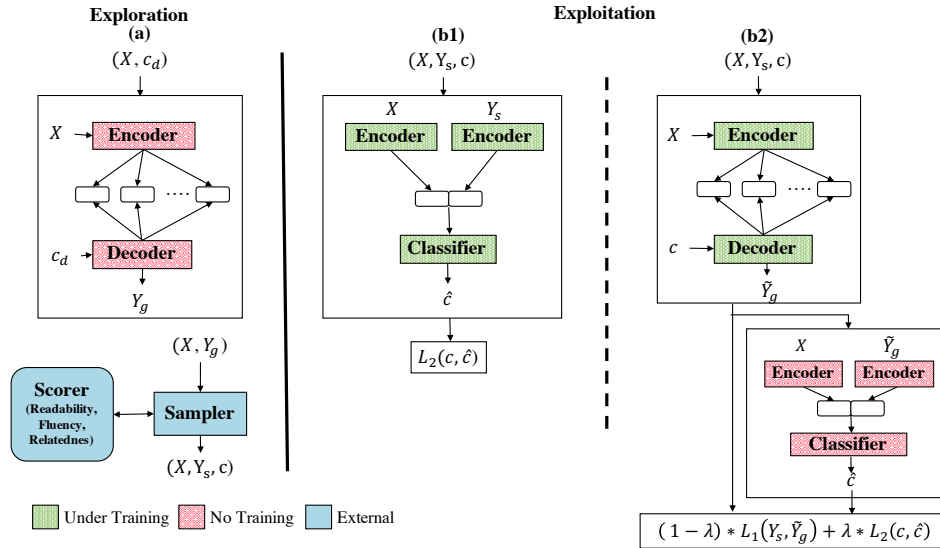 Exploration
(a)
(X, c_d)
X
Encoder
....
c_d
Decoder
Y_g
(X, Y_g)
Scorer
(Readability,
Fluency,
Relatednes)
Sampler
(X, Y_s, c)
Exploitation
(b1)
(X, Y_s, c)
X
Y_s
Encoder
Encoder
Classifier
ĉ
L_2(c, ĉ)
(b2)
(X, Y_s, c)
X
Encoder
....
c
Decoder
Ỹ_g
X
Ỹ_g
Encoder
Encoder
Classifier
ĉ
(1 − λ) * L_1(Y_s, Ỹ_g) + λ * L_2(c, ĉ)
Under Training
No Training
External